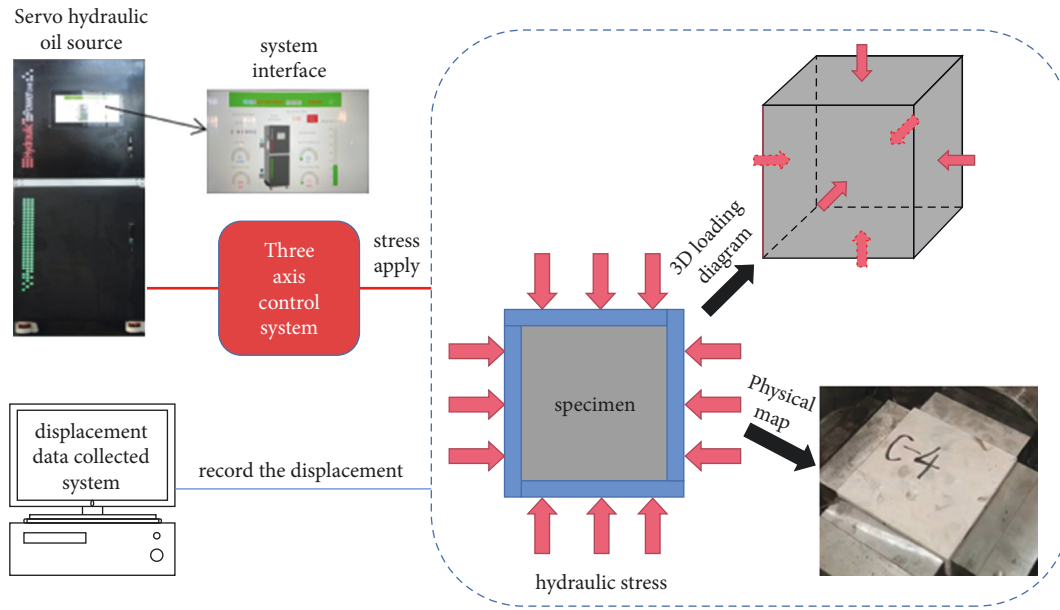 Servo hydraulic
oil source
system
interface
Hydraulic
Three
axis
control
system
stress
apply
displacement
data collected
system
record the displacement
specimen
hydraulic stress
3D loading
diagram
Physical
map
C-4